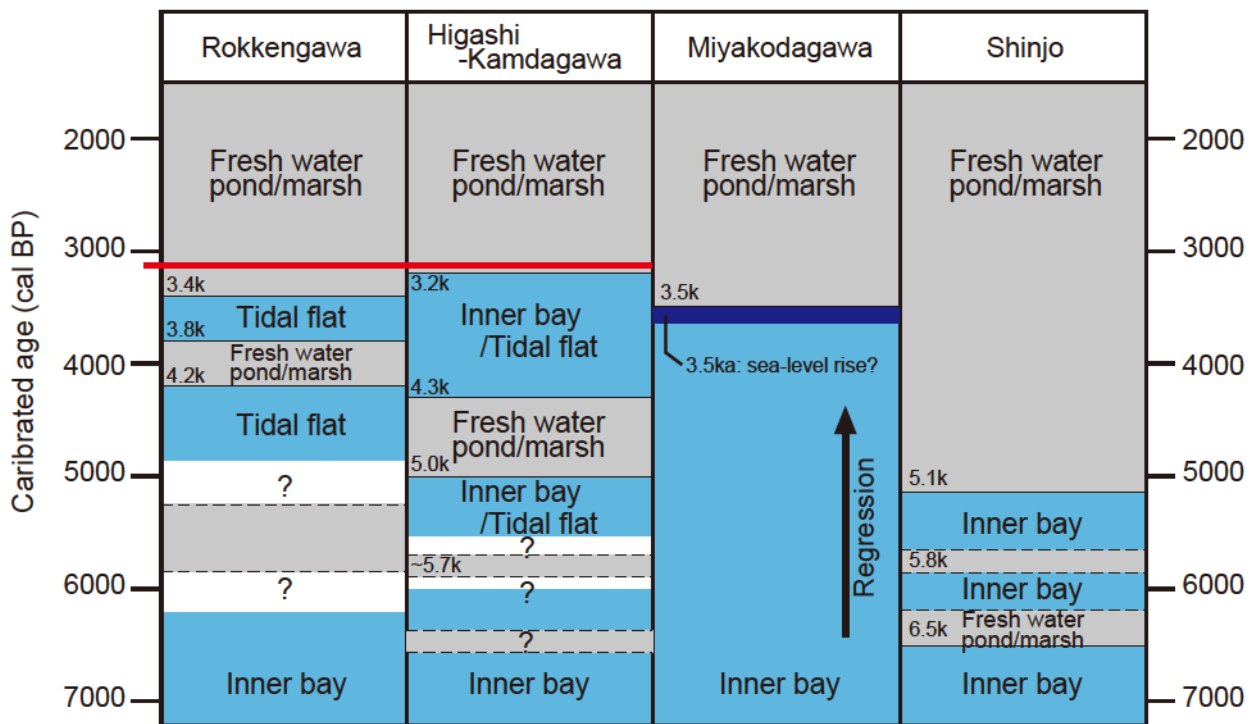 Rokkengawa
Higashi
-Kamdagawa
Miyakodagawa
Shinjo
Caribrated age (cal BP)
2000
3000
4000
5000
6000
7000
Fresh water
pond/marsh
3.4k
Tidal flat
3.8k
Fresh water
pond/marsh
4.2k
Tidal flat
?
?
Inner bay
Fresh water
pond/marsh
3.2k
Inner bay
/Tidal flat
4.3k
Fresh water
pond/marsh
5.0k
Inner bay
/Tidal flat
?
~5.7k
?
?
Inner bay
Fresh water
pond/marsh
3.5k
3.5ka: sea-level rise?
Regression
Inner bay
Fresh water
pond/marsh
5.1k
Inner bay
5.8k
Inner bay
6.5k Fresh water
pond/marsh
Inner bay
2000
3000
4000
5000
6000
7000